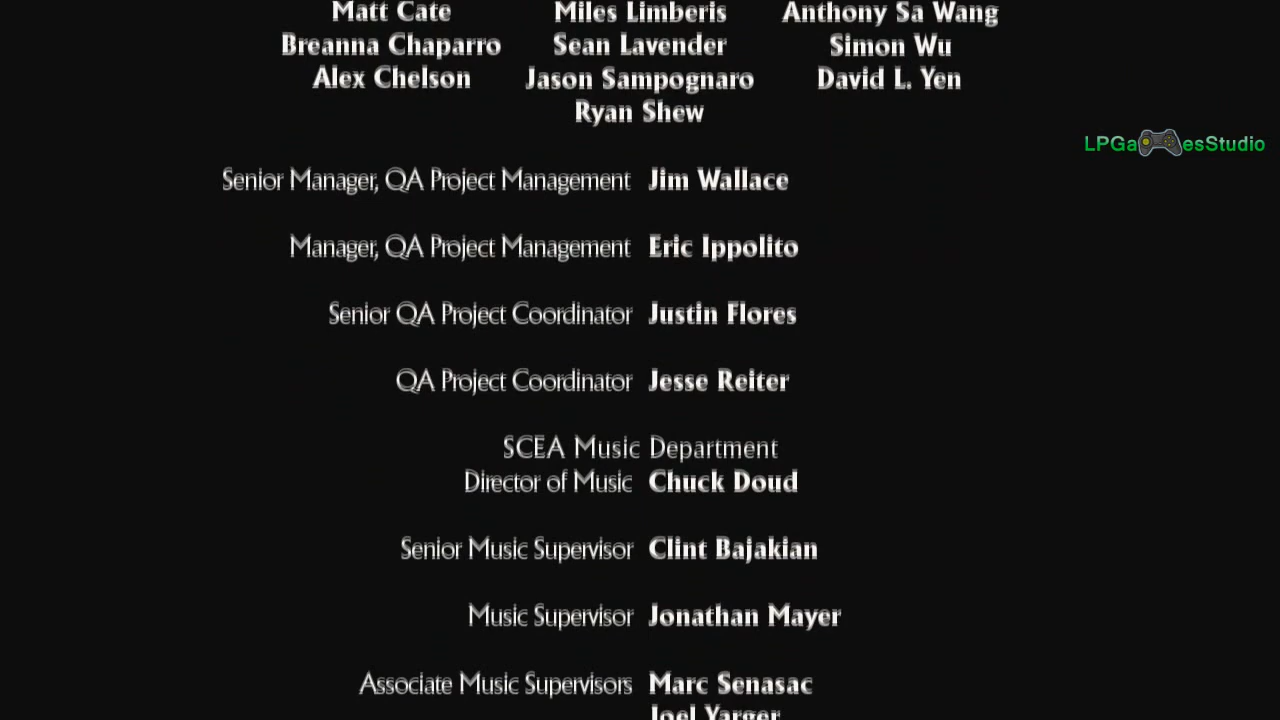 Matt Cate Miles Limberis Anthony Sa Wang
Breanna Chaparro Sean Lavender Simon Wu
Alex Chelson Jason Sampognaro David L. Yen
Ryan Shew
LPGa esStudio
Senior Manager, QA Project Management Jim Wallace
Manager, QA Project Management Eric Ippolito
Senior QA Project Coordinator Justin Flores
QA Project Coordinator Jesse Reiter
SCEA Music Department
Director of Music Chuck Doud
Senior Music Supervisor Clint Bajakian
Music Supervisor Jonathan Mayer
Associate Music Supervisors Marc Senasac
Joel Yarger